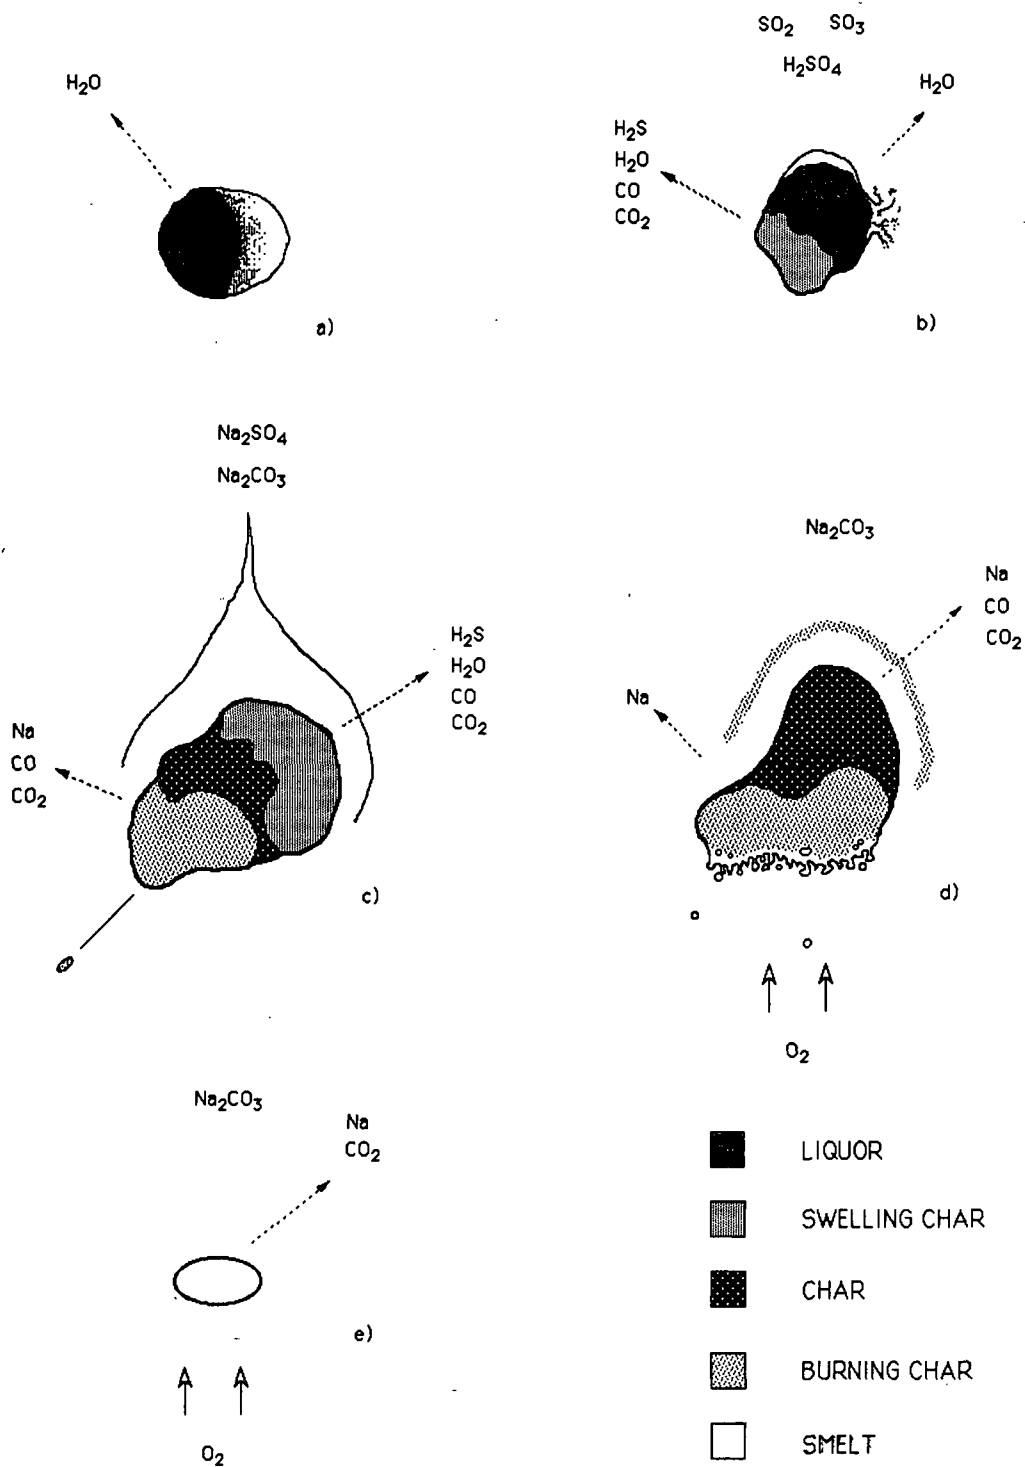 H₂O
a)
SO₂ SO₃
H₂SO₄
H₂O
H₂S
H₂O
CO
CO₂
b)
Na₂SO₄
Na₂CO₃
H₂S
H₂O
CO
CO₂
Na
CO
CO₂
c)
Na₂CO₃
Na
CO
CO₂
Na
d)
O₂
Na₂CO₃
Na
CO₂
e)
O₂
LIQUOR
SWELLING CHAR
CHAR
BURNING CHAR
SMELT